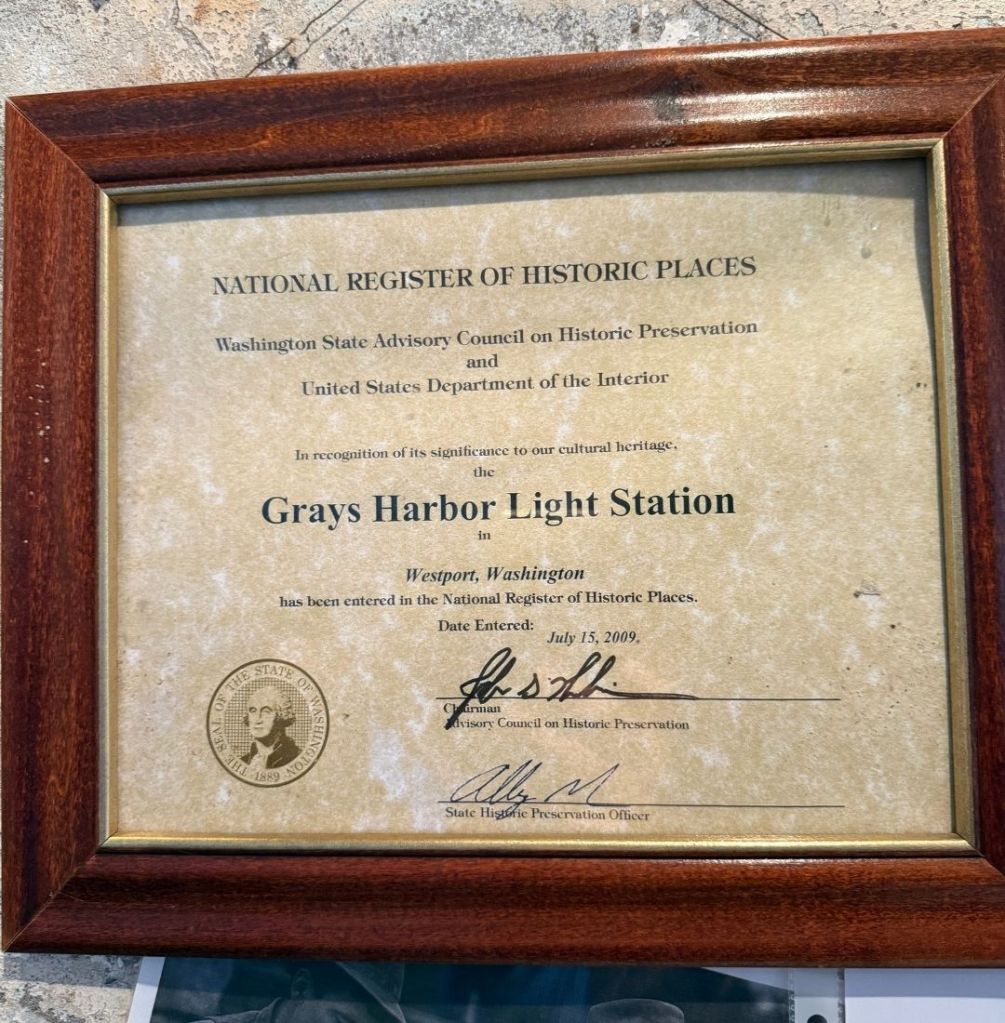 NATIONAL REGISTER OF HISTORIC PLACES
Washington State Advisory Council on Historic Preservation
and
United States Department of the Interior
In recognition of its significance to our cultural heritage,
the
Grays Harbor Light Station
in
Westport, Washington
has been entered in the National Register of Historic Places.
Date Entered:
July 15, 2009.
Chairman
Advisory Council on Historic Preservation
State Historic Preservation Officer
THE SEAL OF THE STATE OF WASHINGTON
1889